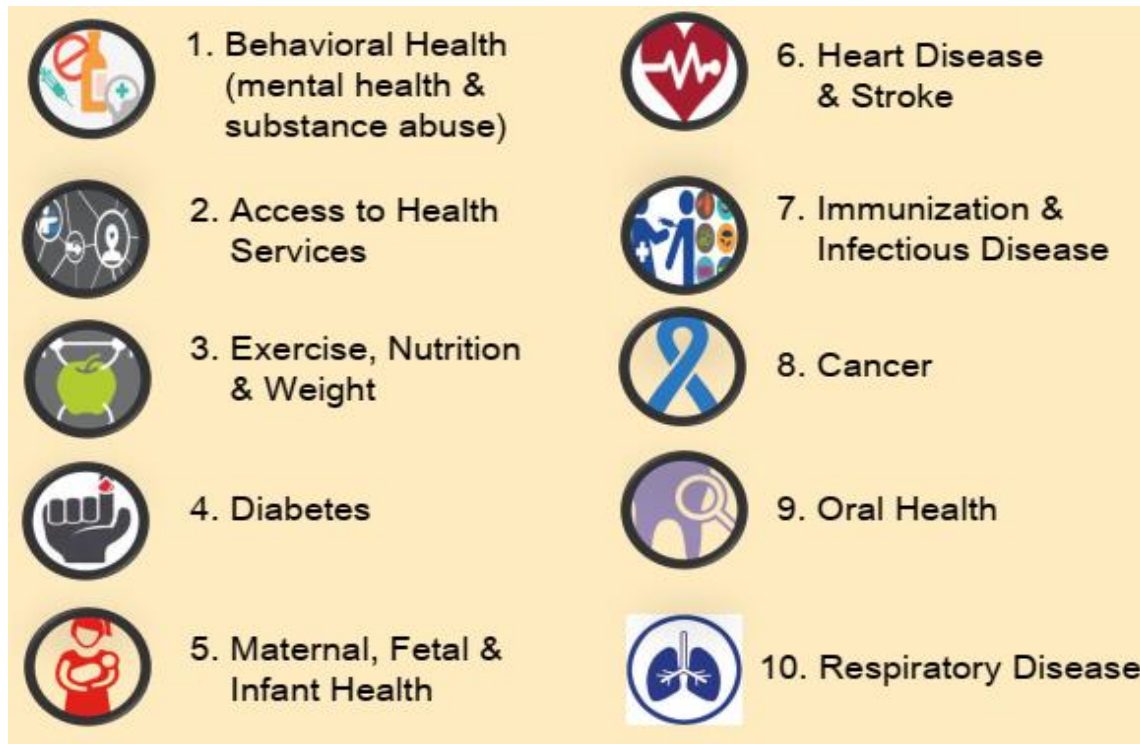 1. Behavioral Health
(mental health &
substance abuse)
2. Access to Health
Services
3. Exercise, Nutrition
& Weight
4. Diabetes
5. Maternal, Fetal &
Infant Health
6. Heart Disease
& Stroke
7. Immunization &
Infectious Disease
8. Cancer
9. Oral Health
10. Respiratory Disease